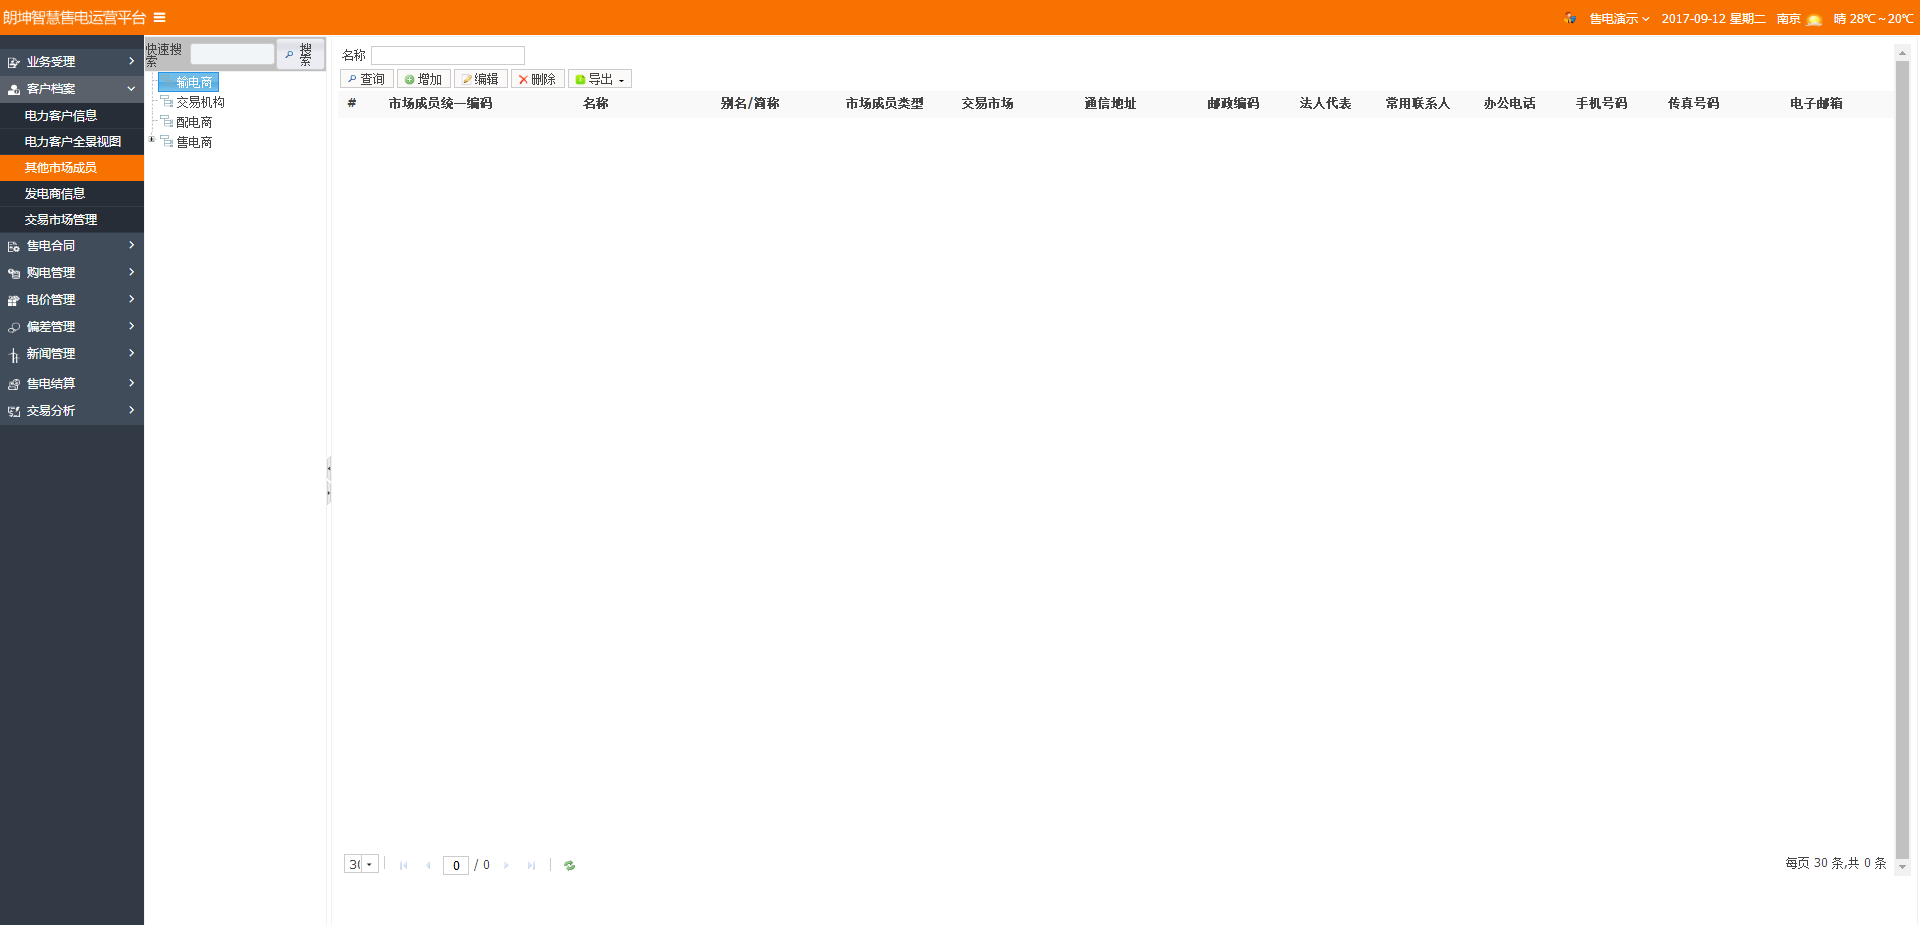 朗坤智慧售电运营平台
售电演示 2017-09-12 星期二 南京 晴 28℃~20℃
业务受理
客户档案
电力客户信息
电力客户全景视图
其他市场成员
发电商信息
交易市场管理
售电合同
购电管理
电价管理
偏差管理
新闻管理
售电结算
交易分析
快速搜索
搜索
输电商
交易机构
配电商
售电商
名称
查询 增加 编辑 删除 导出
# 市场成员统一编码 名称 别名/简称 市场成员类型 交易市场 通信地址 邮政编码 法人代表 常用联系人 办公电话 手机号码 传真号码 电子邮箱
30 0 / 0
每页 30 条,共 0 条